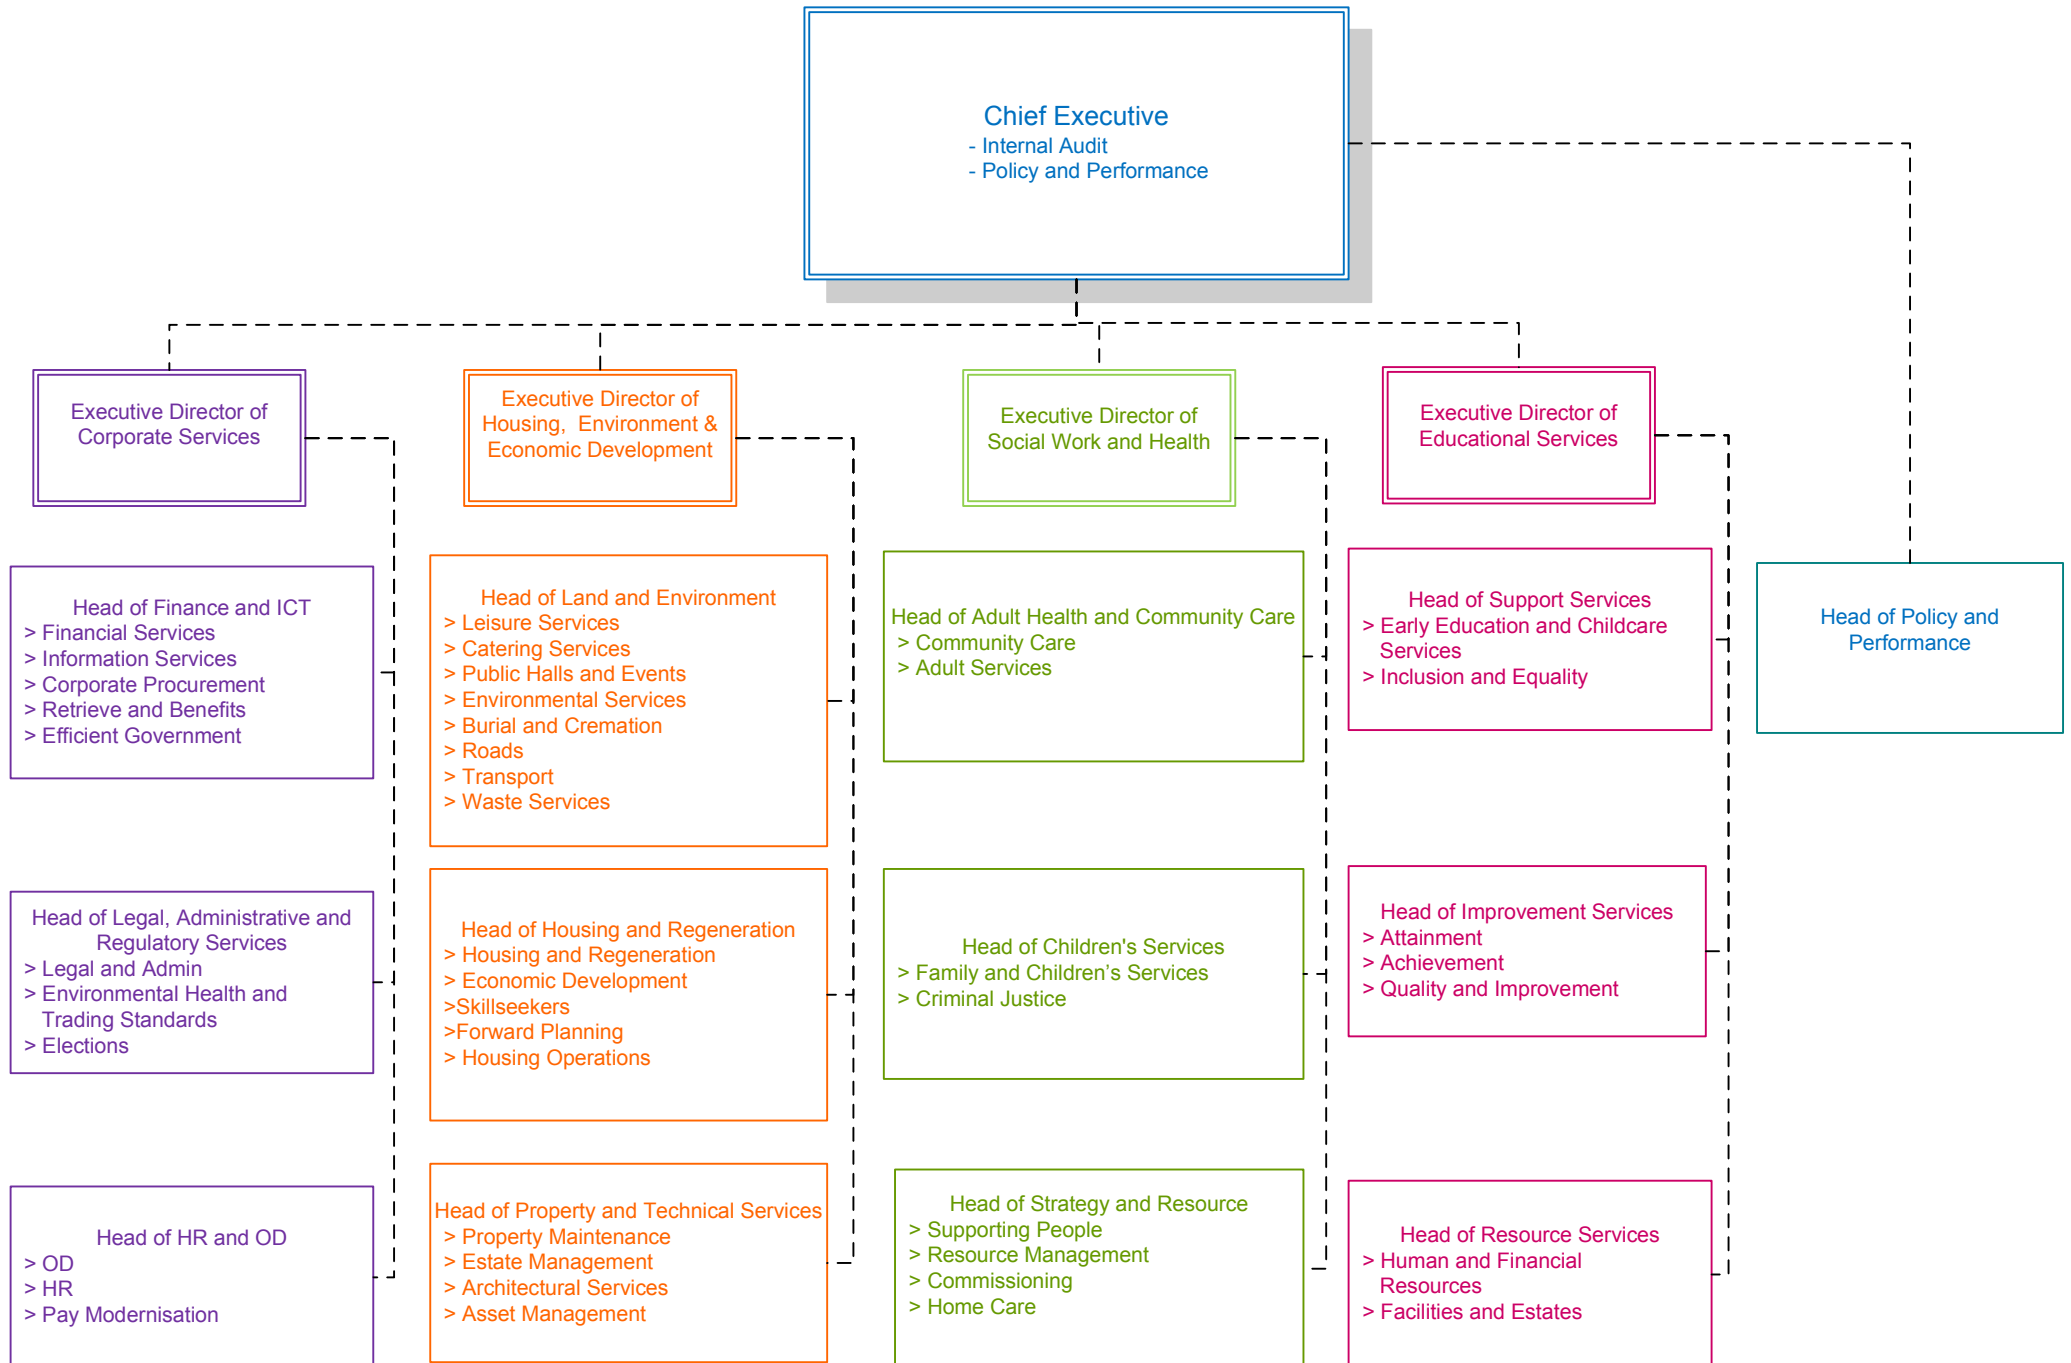 Chief Executive
- Internal Audit
- Policy and Performance
Executive Director of
Corporate Services
Executive Director of
Housing, Environment &
Economic Development
Executive Director of
Social Work and Health
Executive Director of
Educational Services
Head of Finance and ICT
> Financial Services
> Information Services
> Corporate Procurement
> Retrieve and Benefits
> Efficient Government
Head of Land and Environment
> Leisure Services
> Catering Services
> Public Halls and Events
> Environmental Services
> Burial and Cremation
> Roads
> Transport
> Waste Services
Head of Adult Health and Community Care
> Community Care
> Adult Services
Head of Support Services
> Early Education and Childcare
Services
> Inclusion and Equality
Head of Policy and
Performance
Head of Legal, Administrative and
Regulatory Services
> Legal and Admin
> Environmental Health and
Trading Standards
> Elections
Head of Housing and Regeneration
> Housing and Regeneration
> Economic Development
>Skillseekers
>Forward Planning
> Housing Operations
Head of Children's Services
> Family and Children’s Services
> Criminal Justice
Head of Improvement Services
> Attainment
> Achievement
> Quality and Improvement
Head of HR and OD
> OD
> HR
> Pay Modernisation
Head of Property and Technical Services
> Property Maintenance
> Estate Management
> Architectural Services
> Asset Management
Head of Strategy and Resource
> Supporting People
> Resource Management
> Commissioning
> Home Care
Head of Resource Services
> Human and Financial
Resources
> Facilities and Estates